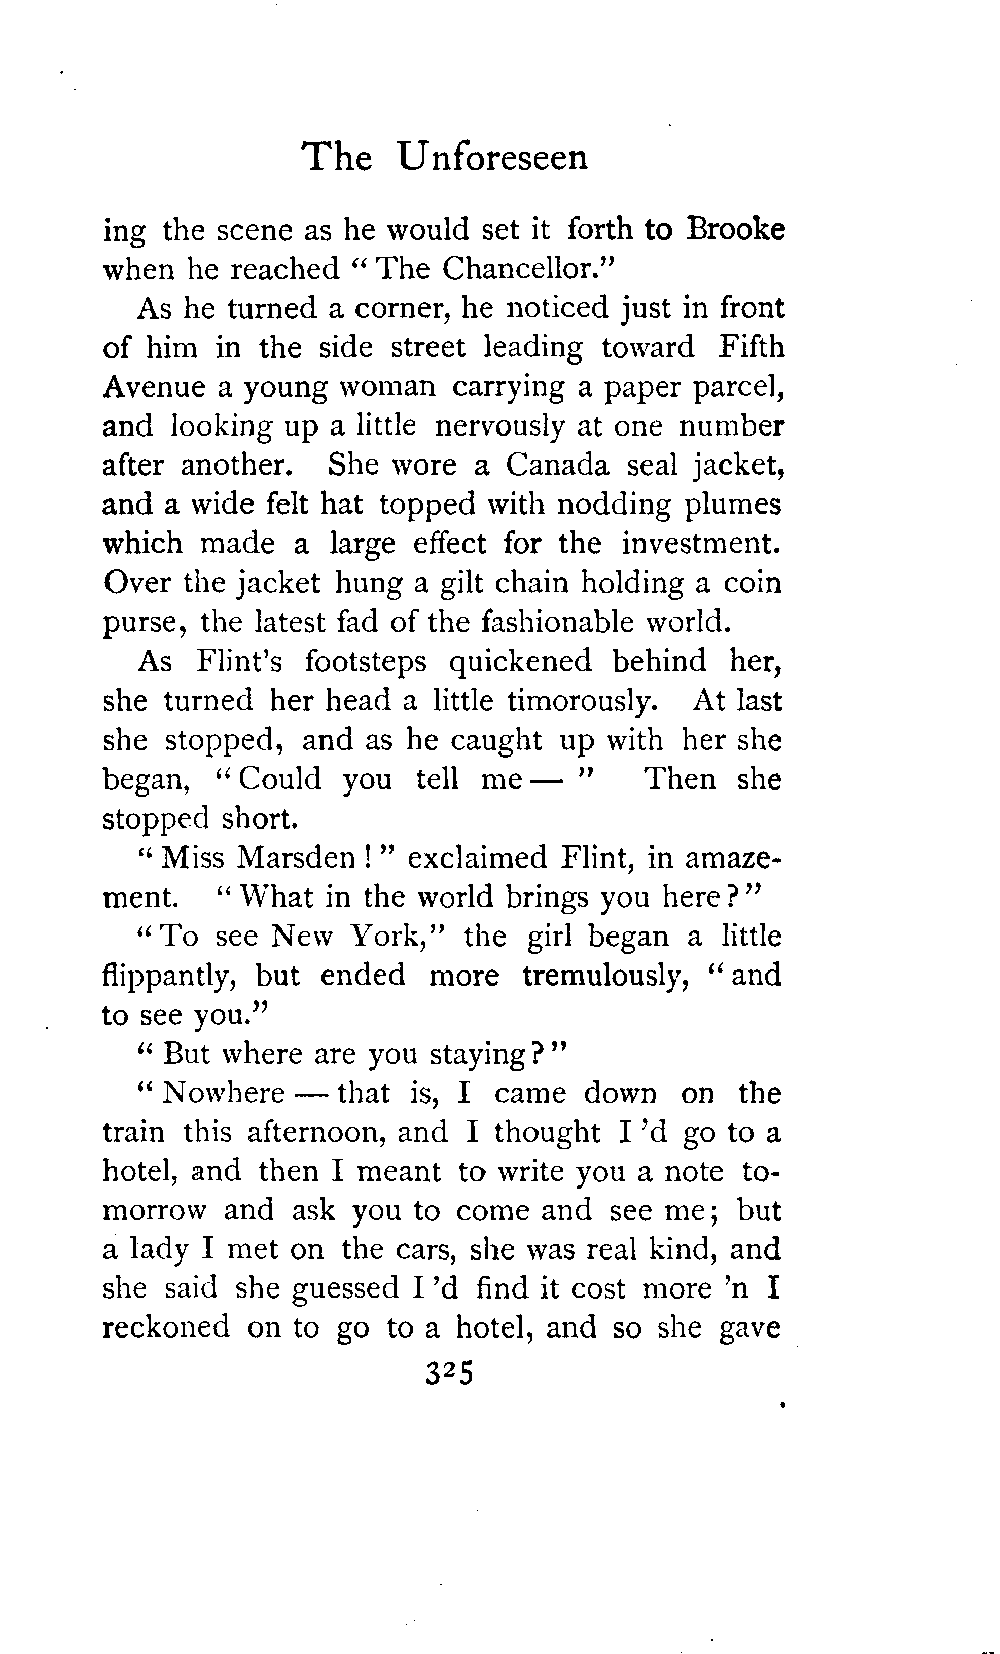 The Unforeseen
ing the scene as he would set it forth to Brooke
when he reached " The Chancellor."
As he turned a corner, he noticed just in front
of him in the side street leading toward Fifth
Avenue a young woman carrying a paper parcel,
and looking up a little nervously at one number
after another. She wore a Canada seal jacket,
and a wide felt hat topped with nodding plumes
which made a large effect for the investment.
Over the jacket hung a gilt chain holding a coin
purse, the latest fad of the fashionable world.
As Flint's footsteps quickened behind her,
she turned her head a little timorously. At last
she stopped, and as he caught up with her she
began, " Could you tell me — " Then she
stopped short.
" Miss Marsden ! " exclaimed Flint, in amaze-
ment. " What in the world brings you here ? "
" To see New York," the girl began a little
flippantly, but ended more tremulously, " and
to see you."
" But where are you staying ? "
" Nowhere — that is, I came down on the
train this afternoon, and I thought I 'd go to a
hotel, and then I meant to write you a note to-
morrow and ask you to come and see me; but
a lady I met on the cars, she was real kind, and
she said she guessed I 'd find it cost more 'n I
reckoned on to go to a hotel, and so she gave
325